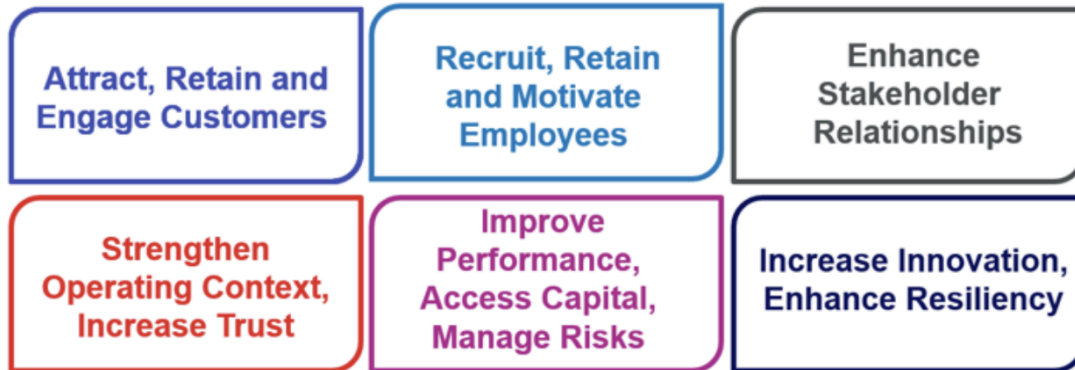 Attract, Retain and
Engage Customers
Recruit, Retain
and Motivate
Employees
Enhance
Stakeholder
Relationships
Strengthen
Operating Context,
Increase Trust
Improve
Performance,
Access Capital,
Manage Risks
Increase Innovation,
Enhance Resiliency